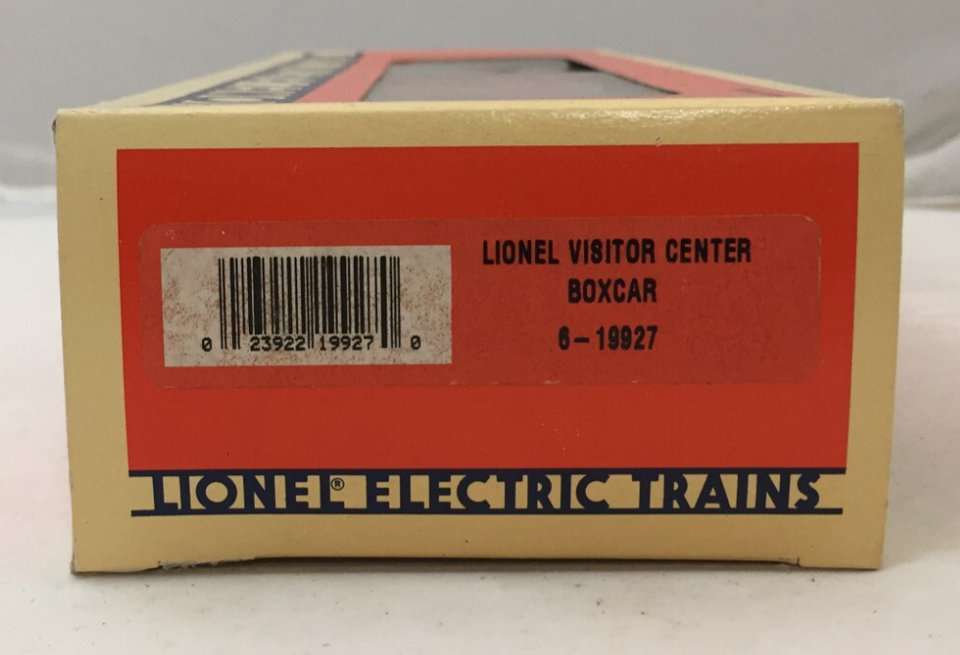 LIONEL VISITOR CENTER
BOXCAR
6-19927
0 23922 19927 0
LIONEL® ELECTRIC TRAINS